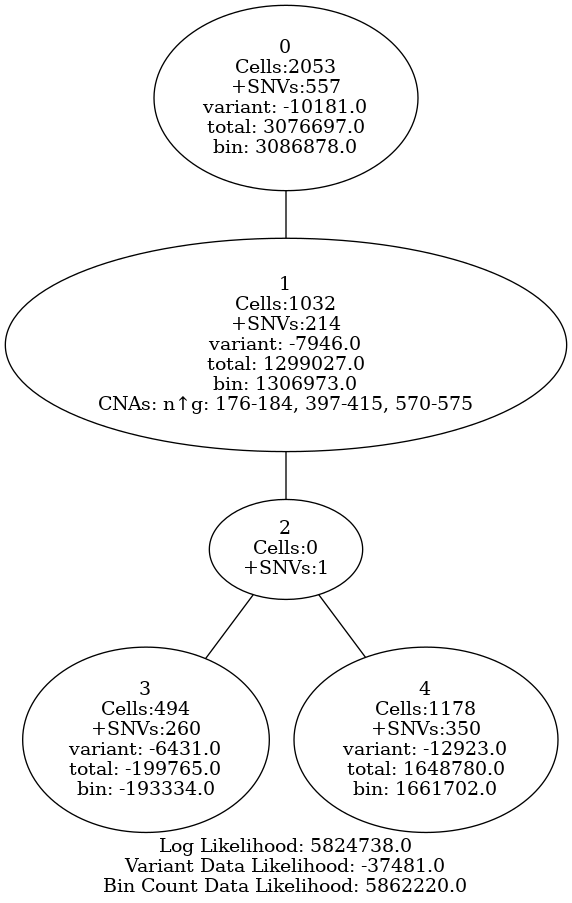 0
Cells:2053
+SNVs:557
variant: -10181.0
total: 3076697.0
bin: 3086878.0
1
Cells:1032
+SNVs:214
variant: -7946.0
total: 1299027.0
bin: 1306973.0
CNAs: n↑g: 176-184, 397-415, 570-575
2
Cells:0
+SNVs:1
3
Cells:494
+SNVs:260
variant: -6431.0
total: -199765.0
bin: -193334.0
4
Cells:1178
+SNVs:350
variant: -12923.0
total: 1648780.0
bin: 1661702.0
Log Likelihood: 5824738.0
Variant Data Likelihood: -37481.0
Bin Count Data Likelihood: 5862220.0